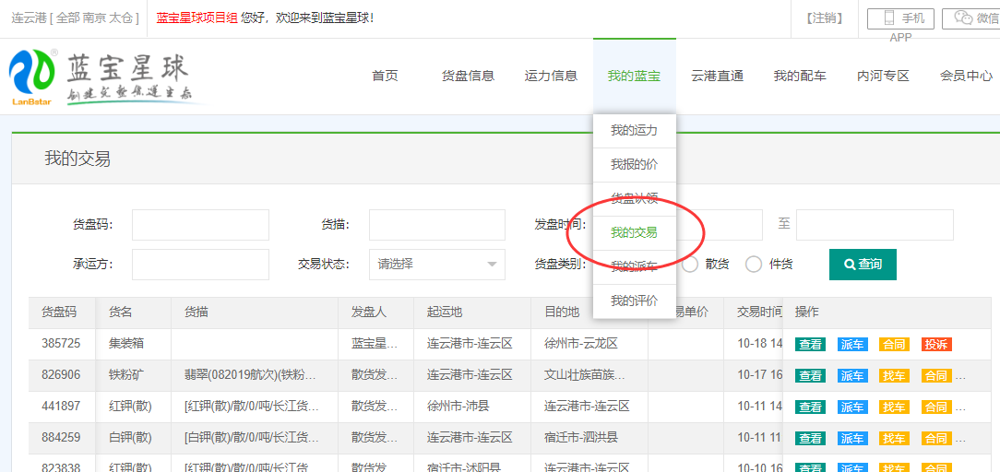 连云港 [ 全部 南京 太仓 ] 蓝宝星球项目组 您好，欢迎来到蓝宝星球！ 【注销】 手机 微信
APP
蓝宝星球
创建交整焦道生态
LanBstar
首页 货盘信息 运力信息 我的蓝宝 云港直通 我的配车 内河专区 会员中心
我的运力
我报的价
货盘认领
我的交易
我的派车
我的评价
我的交易
货盘码： 货描： 发盘时间： 至
承运方： 交易状态： 请选择 货盘类别： 散货 件货 查询
货盘码 货名 货描 发盘人 起运地 目的地 易单价 交易时间 操作
385725 集装箱 蓝宝星... 连云港市-连云区 徐州市-云龙区 10-18 14 查看 派车 合同 投诉
826906 铁粉矿 翡翠(082019航次)(铁粉... 散货发... 连云港市-连云区 文山壮族苗族... 10-17 16 查看 派车 找车 合同 ...
441897 红钾(散) [红钾(散)/散/0/吨/长江货... 散货发... 徐州市-沛县 连云港市-连云区 10-11 14 查看 派车 找车 合同 ...
884259 白钾(散) [白钾(散)/散/0/吨/长江货... 散货发... 连云港市-连云区 宿迁市-泗洪县 10-11 11 查看 派车 找车 合同 ...
823838 红钾(散) [红钾(散)/散/0/吨/长江货... 散货发... 宿迁市-沭阳县 连云港市-连云区 10-10 16 查看 派车 找车 合同 ...